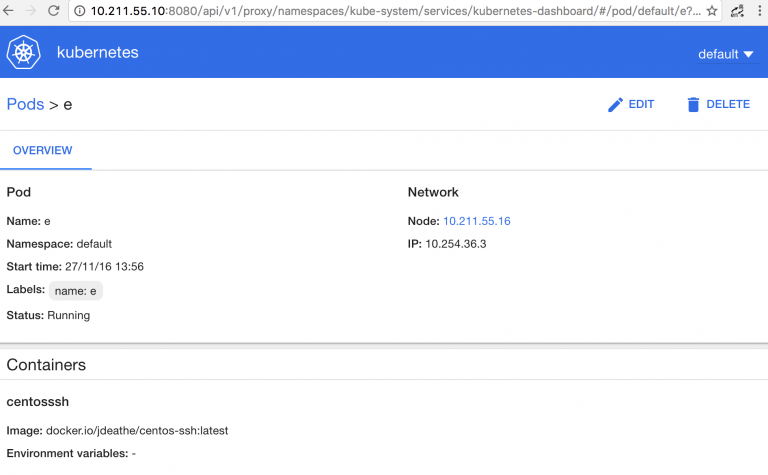 10.211.55.10:8080/api/v1/proxy/namespaces/kube-system/services/kubernetes-dashboard/#/pod/default/e?...
kubernetes
default
Pods > e
EDIT
DELETE
OVERVIEW
Pod
Name: e
Namespace: default
Start time: 27/11/16 13:56
Labels: name: e
Status: Running
Network
Node: 10.211.55.16
IP: 10.254.36.3
Containers
centosssh
Image: docker.io/jdeathe/centos-ssh:latest
Environment variables: -